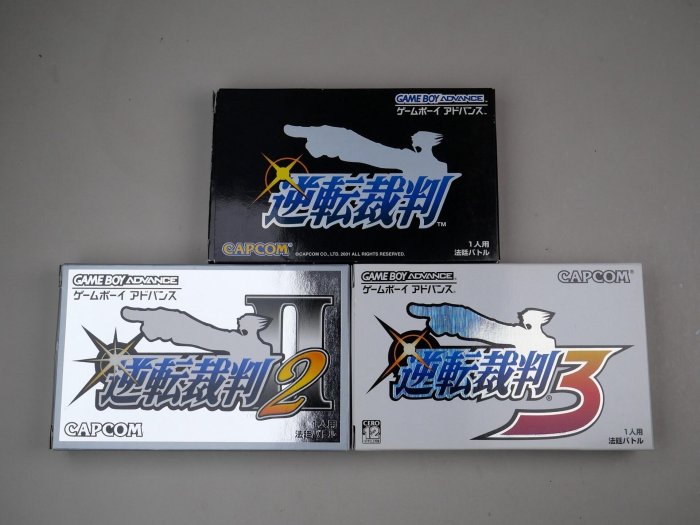 GAME BOY ADVANCE
ゲームボーイ アドバンス™
逆転裁判™
CAPCOM®
©CAPCOM CO., LTD. 2001 ALL RIGHTS RESERVED.
1人用
法廷バトル
GAME BOY ADVANCE
ゲームボーイ アドバンス
II
逆転裁判2
CAPCOM
1人用
法廷バトル
GAME BOY ADVANCE
ゲームボーイ アドバンス
CAPCOM®
逆転裁判®3
CERO
12
1人用
法廷バトル